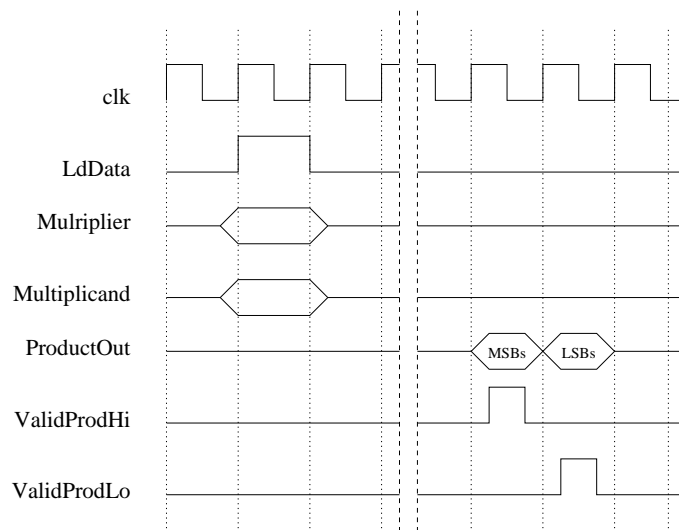 clk
LdData
Mulriplier
Multiplicand
ProductOut
MSBs
LSBs
ValidProdHi
ValidProdLo